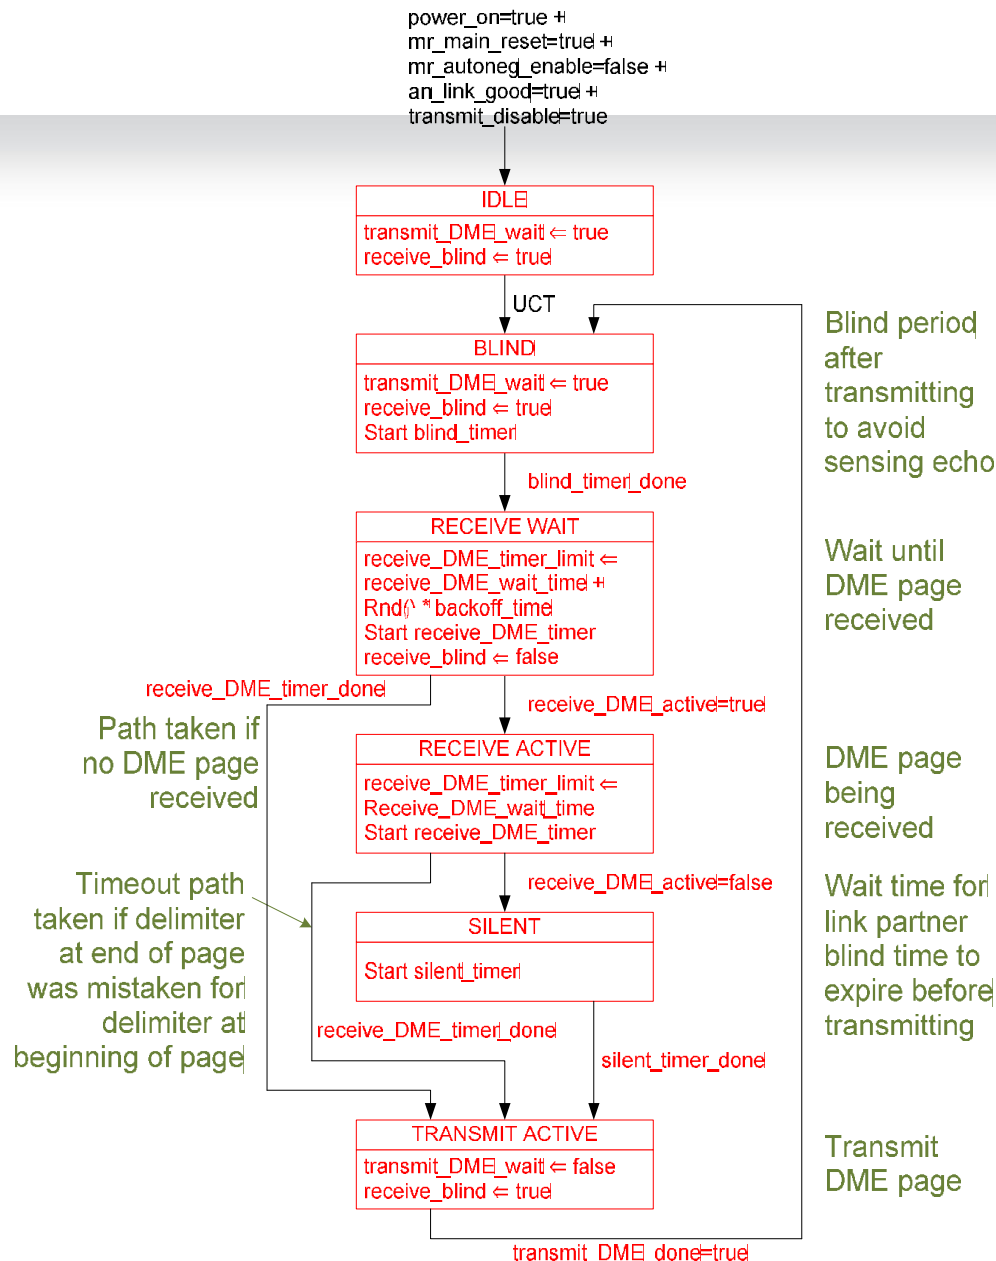 power_on=true +
mr_main_reset=true +
mr_autoneg_enable=false +
an_link_good=true +
transmit_disable=true
IDLE
transmit_DME_wait ⇐ true
receive_blind ⇐ true
UCT
BLIND
transmit_DME_wait ⇐ true
receive_blind ⇐ true
Start blind_timer
Blind period
after
transmitting
to avoid
sensing echo
blind_timer_done
RECEIVE WAIT
receive_DME_timer_limit ⇐
receive_DME_wait_time +
Rnd() * backoff_time
Start receive_DME_timer
receive_blind ⇐ false
Wait until
DME page
received
receive_DME_timer_done
receive_DME_active=true
Path taken if
no DME page
received
RECEIVE ACTIVE
receive_DME_timer_limit ⇐
Receive_DME_wait_time
Start receive_DME_timer
DME page
being
received
Timeout path
taken if delimiter
at end of page
was mistaken for
delimiter at
beginning of page
receive_DME_active=false
SILENT
Start silent_timer
Wait time for
link partner
blind time to
expire before
transmitting
receive_DME_timer_done
silent_timer_done
TRANSMIT ACTIVE
transmit_DME_wait ⇐ false
receive_blind ⇐ true
Transmit
DME page
transmit_DME_done=true